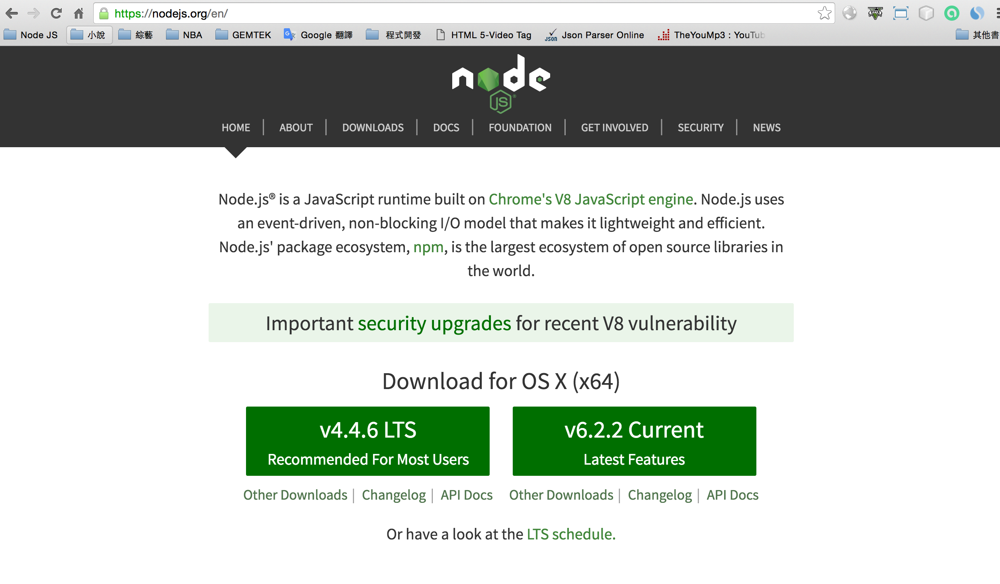 https://nodejs.org/en/
Node JS 小說 綜藝 NBA GEMTEK Google 翻譯 程式開發 HTML 5-Video Tag Json Parser Online TheYouMp3 : YouTub 其他書
node
JS®
HOME ABOUT DOWNLOADS DOCS FOUNDATION GET INVOLVED SECURITY NEWS
Node.js® is a JavaScript runtime built on Chrome's V8 JavaScript engine. Node.js uses
an event-driven, non-blocking I/O model that makes it lightweight and efficient.
Node.js' package ecosystem, npm, is the largest ecosystem of open source libraries in
the world.
Important security upgrades for recent V8 vulnerability
Download for OS X (x64)
v4.4.6 LTS
Recommended For Most Users
v6.2.2 Current
Latest Features
Other Downloads | Changelog | API Docs Other Downloads | Changelog | API Docs
Or have a look at the LTS schedule.